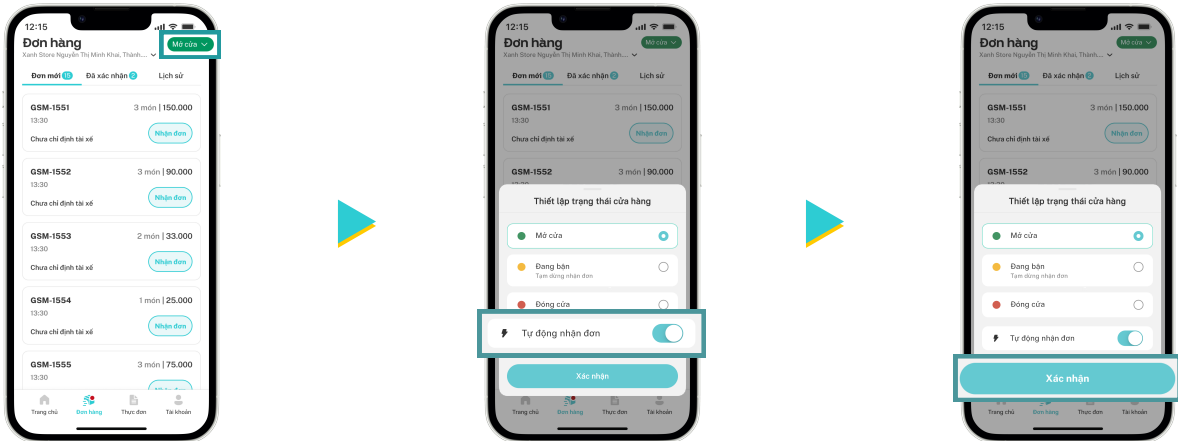 12:15
Đơn hàng
Mở cửa
Xanh Store Nguyễn Thị Minh Khai, Thành....
Đơn mới 15 Đã xác nhận 2 Lịch sử
GSM-1551 3 món | 150.000
13:30
Chưa chỉ định tài xế Nhận đơn
GSM-1552 3 món | 90.000
13:30
Chưa chỉ định tài xế Nhận đơn
GSM-1553 2 món | 33.000
13:30
Chưa chỉ định tài xế Nhận đơn
GSM-1554 1 món | 25.000
13:30
Chưa chỉ định tài xế Nhận đơn
GSM-1555 3 món | 75.000
13:30
Nhận đơn
Trang chủ Đơn hàng Thực đơn Tài khoản
12:15
Đơn hàng
Mở cửa
Xanh Store Nguyễn Thị Minh Khai, Thành....
Đơn mới 15 Đã xác nhận 2 Lịch sử
GSM-1551 3 món | 150.000
13:30
Chưa chỉ định tài xế Nhận đơn
GSM-1552 3 món | 90.000
Thiết lập trạng thái cửa hàng
Mở cửa
Đang bận
Tạm dừng nhận đơn
Đóng cửa
Tự động nhận đơn
Xác nhận
Trang chủ Đơn hàng Thực đơn Tài khoản
12:15
Đơn hàng
Mở cửa
Xanh Store Nguyễn Thị Minh Khai, Thành....
Đơn mới 15 Đã xác nhận 2 Lịch sử
GSM-1551 3 món | 150.000
13:30
Chưa chỉ định tài xế Nhận đơn
GSM-1552 3 món | 90.000
Thiết lập trạng thái cửa hàng
Mở cửa
Đang bận
Tạm dừng nhận đơn
Đóng cửa
Tự động nhận đơn
Xác nhận
Trang chủ Đơn hàng Thực đơn Tài khoản